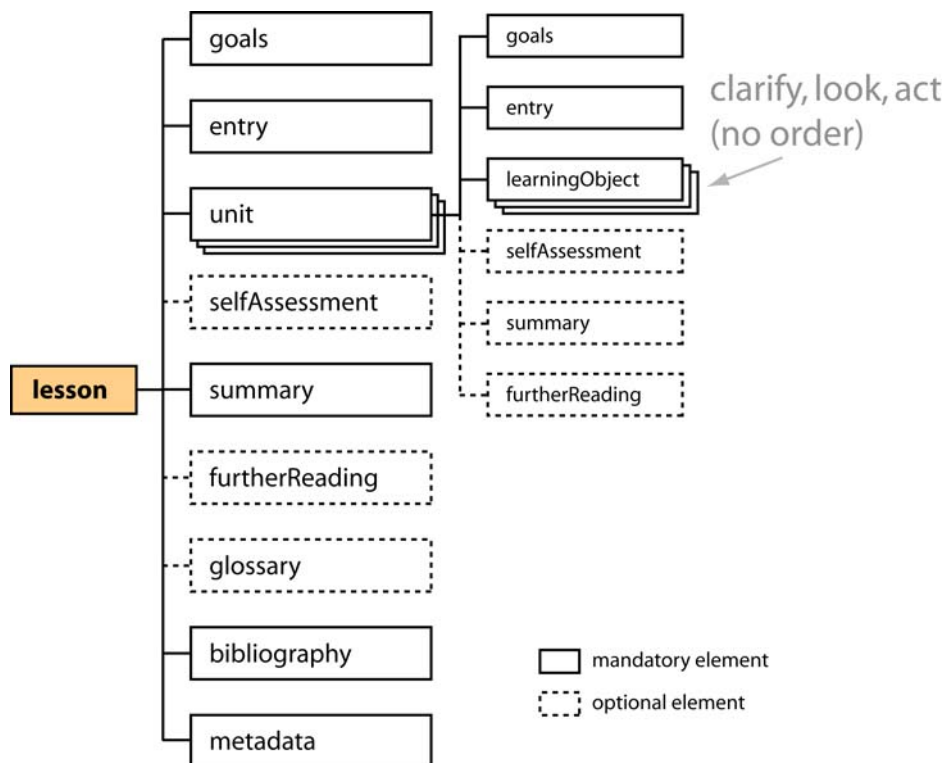 goals
entry
unit
selfAssessment
lesson
summary
furtherReading
glossary
bibliography
metadata
goals
entry
learningObject
selfAssessment
summary
furtherReading
clarify, look, act
(no order)
mandatory element
optional element